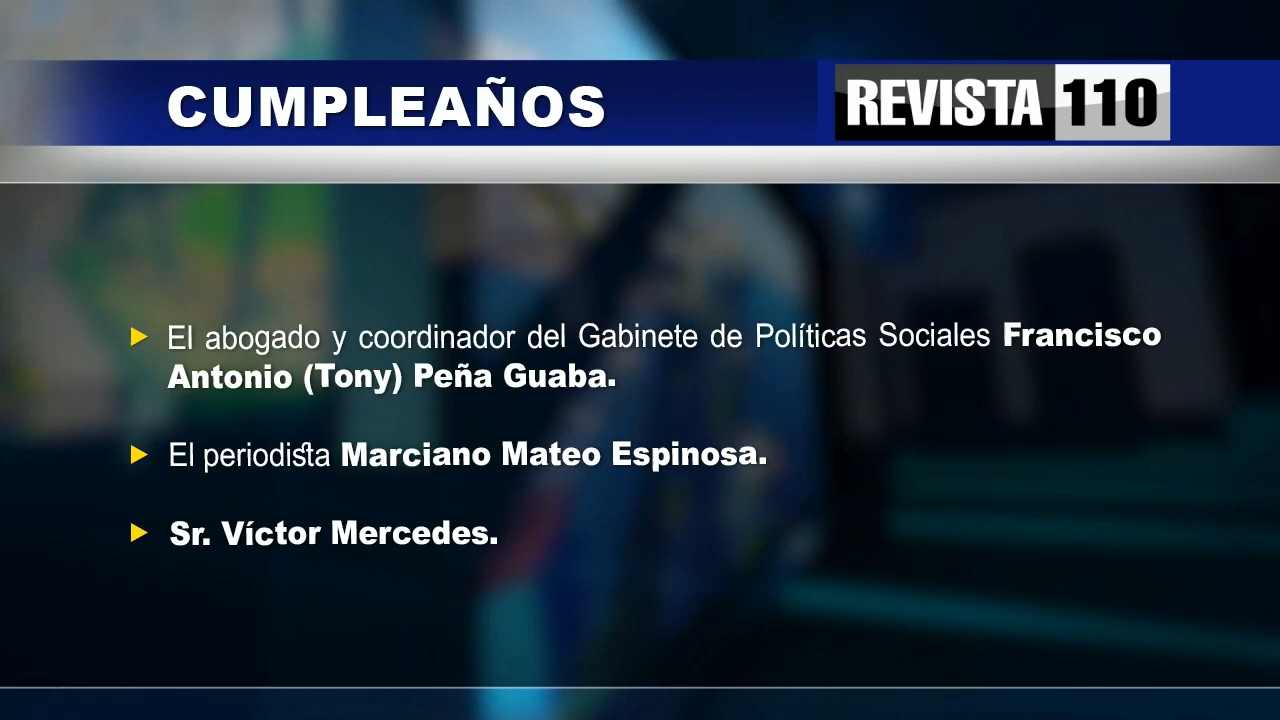 CUMPLEAÑOS
REVISTA 110
El abogado y coordinador del Gabinete de Políticas Sociales Francisco
Antonio (Tony) Peña Guaba.
El periodista Marciano Mateo Espinosa.
Sr. Víctor Mercedes.